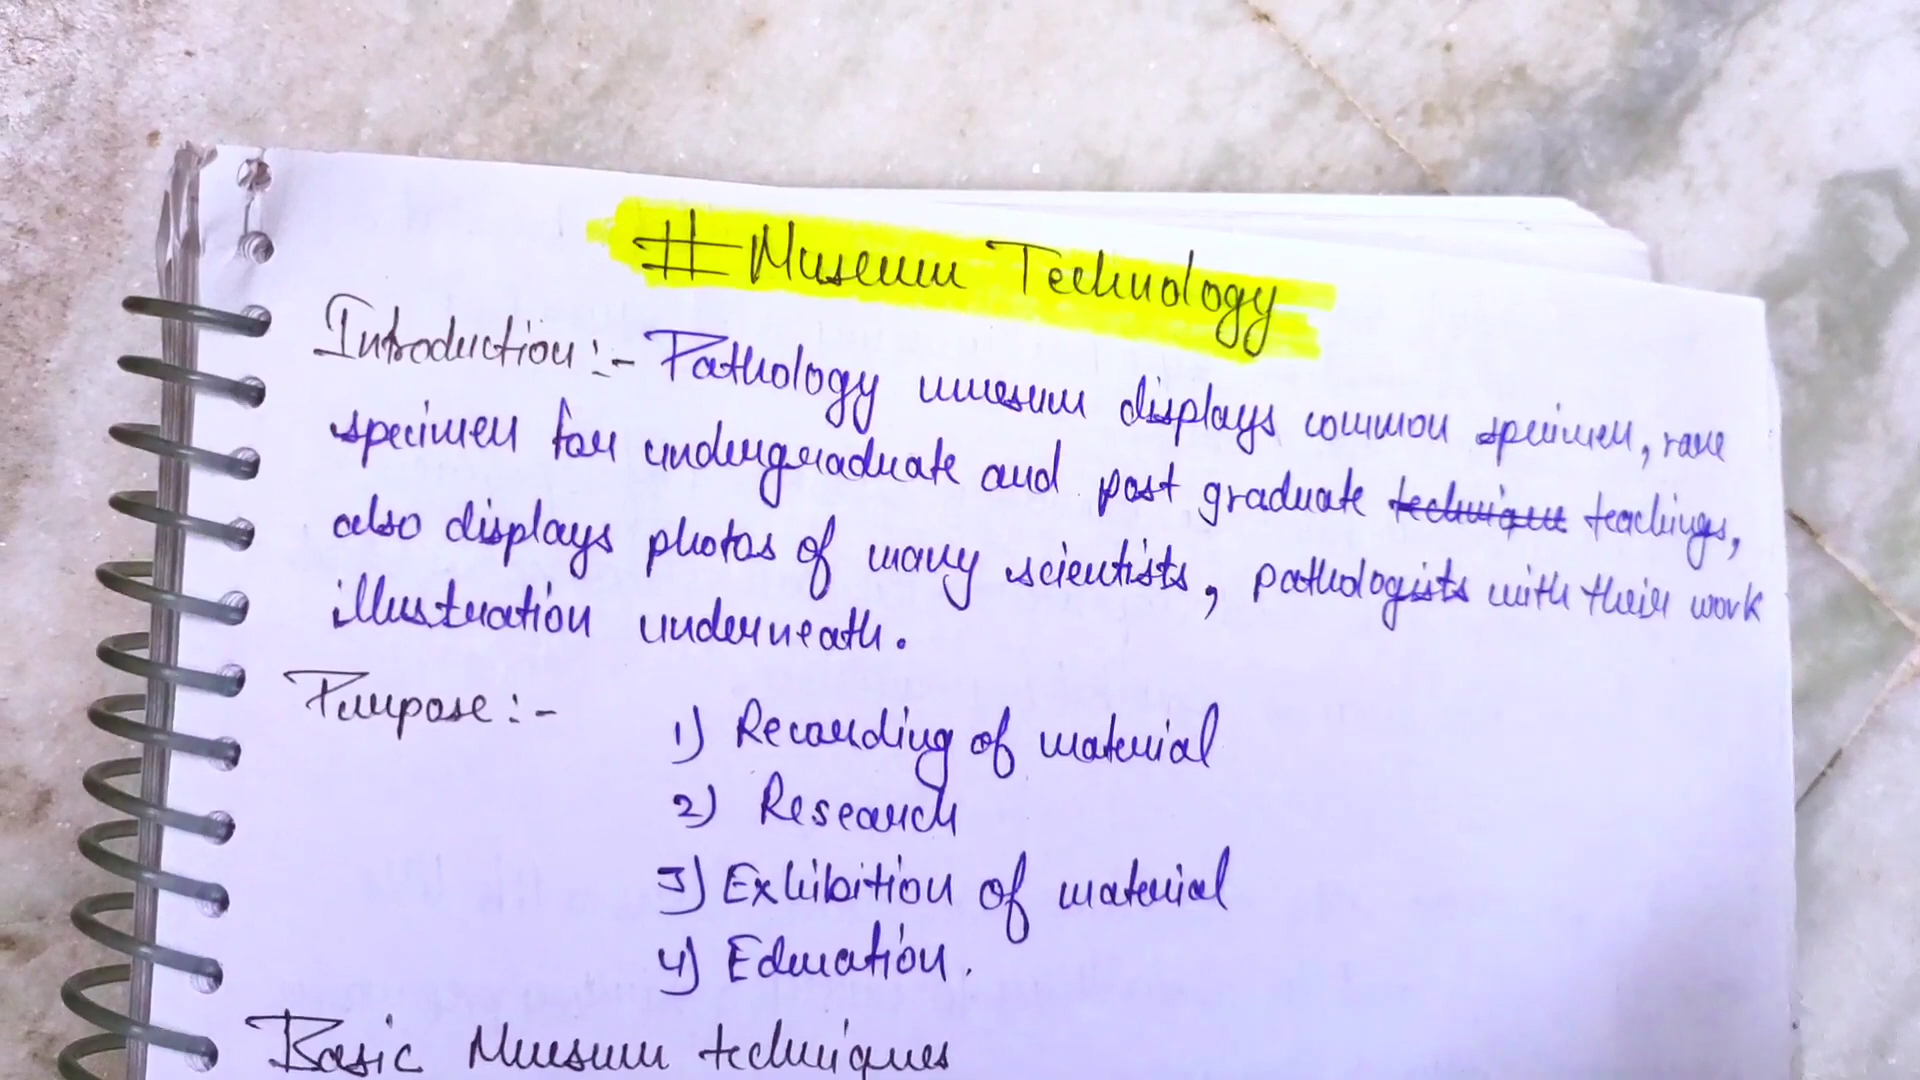 # Museum Technology
Introduction :- Pathology museum displays common specimen, rare
specimen for undergraduate and post graduate technique teachings,
also displays photos of many scientists, pathologists with their work
illustration underneath.
Purpose :-
1) Recording of material
2) Research
3) Exhibition of material
4) Education.
Basic Museum techniques